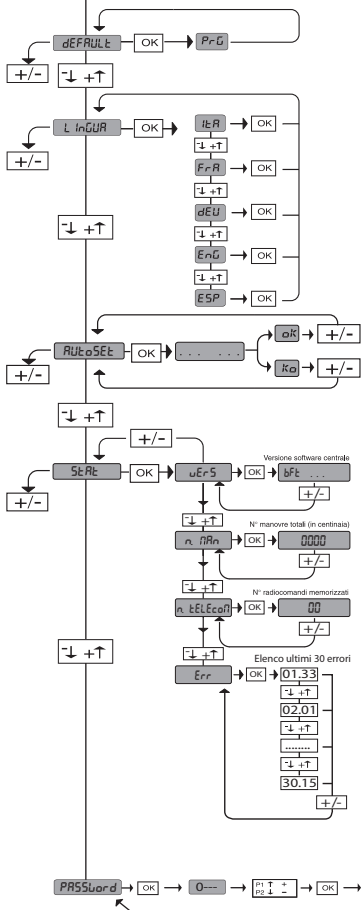 dEFAULt OK PrG
+/- -↓ +↑
LInGUA OK ItA OK
+/- -↓ +↑
FrA OK
-↓ +↑
-↓ +↑ dEU OK
-↓ +↑
EnG OK
-↓ +↑
ESP OK
AUtoSEt OK ... ... ok +/-
+/- ko +/-
-↓ +↑
+/-
Versione software centrale
StAt OK vErS OK bFt ...
+/- +/-
-↓ +↑
N° manovre totali (in centinaia)
n. MAn OK 0000
+/-
-↓ +↑
N° radiocomandi memorizzati
n. tELEcoM OK 00
+/-
-↓ +↑
-↓ +↑
Elenco ultimi 30 errori
Err OK 01.33
-↓ +↑
02.01
-↓ +↑
........
-↓ +↑
30.15
+/-
PASSword OK 0--- P1 ↑ + OK
P2 ↓ -